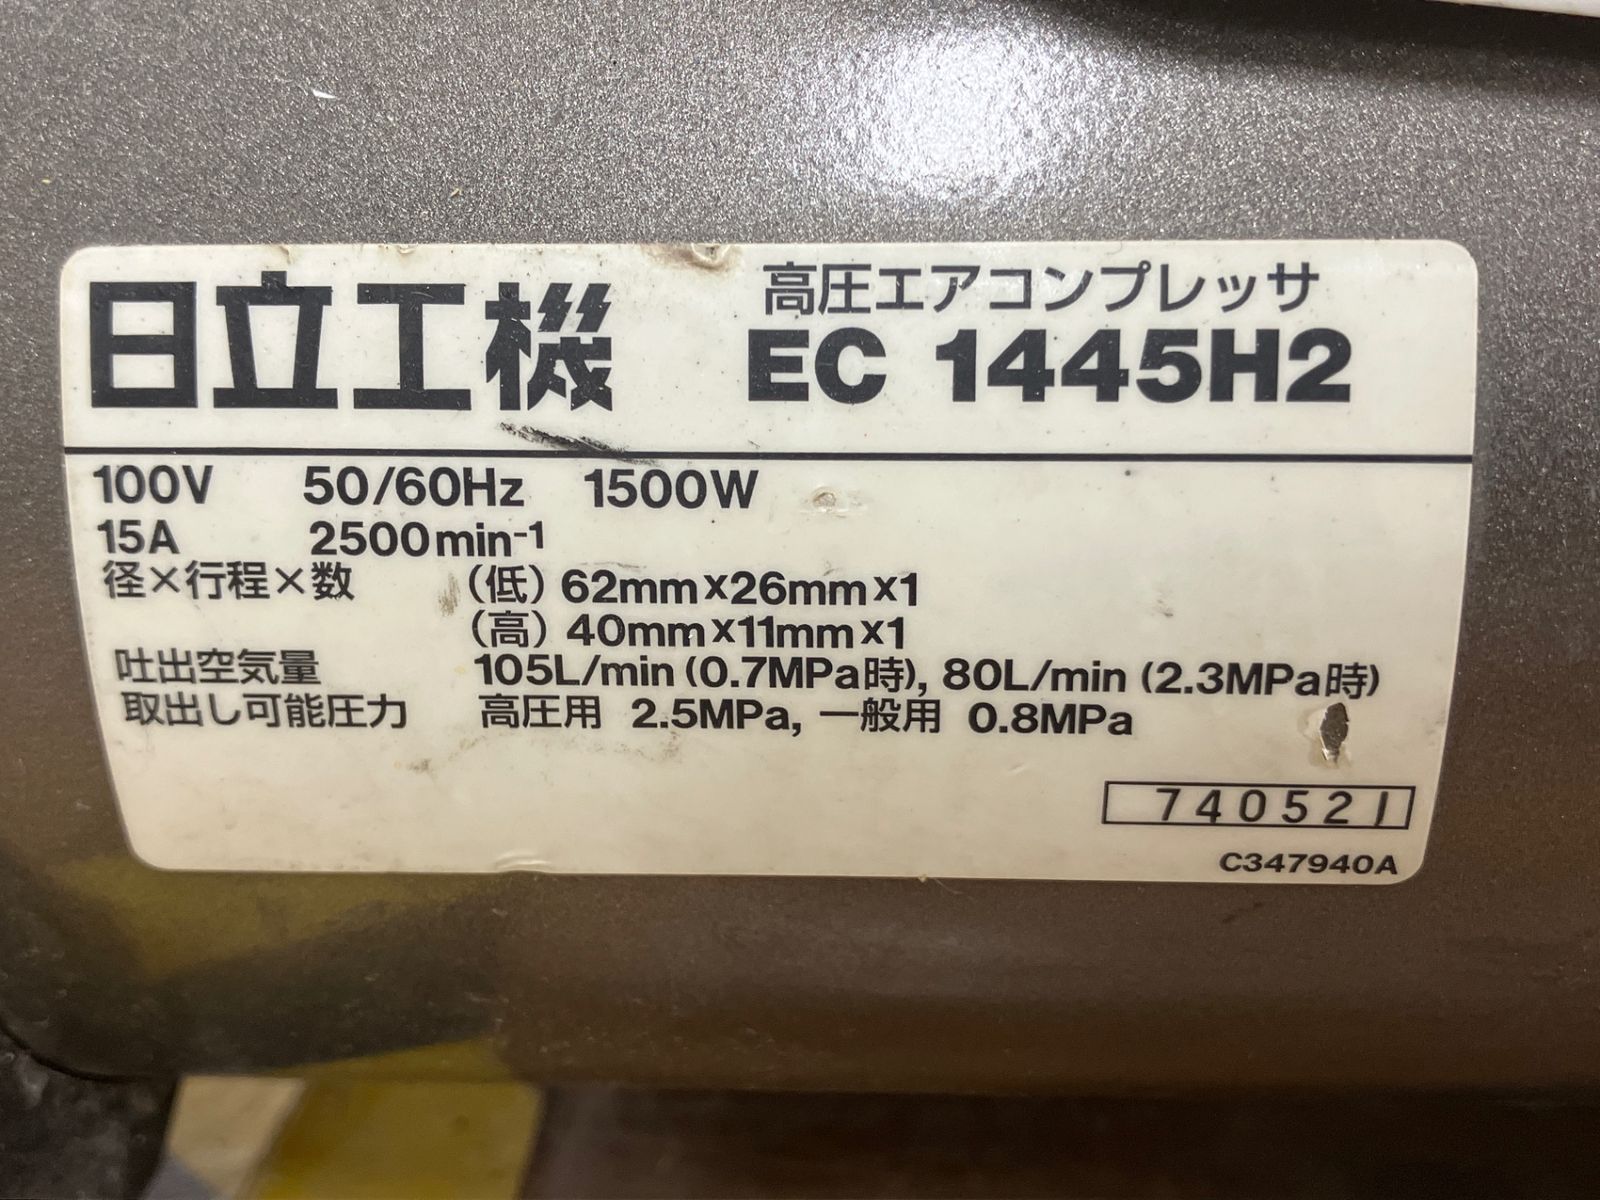 日立工機
高圧エアコンプレッサ
EC 1445H2
100V 50/60Hz 1500W
15A 2500min⁻¹
径×行程×数 (低) 62mm×26mm×1
(高) 40mm×11mm×1
吐出空気量 105L/min (0.7MPa時), 80L/min (2.3MPa時)
取出し可能圧力 高圧用 2.5MPa, 一般用 0.8MPa
740521
C347940A